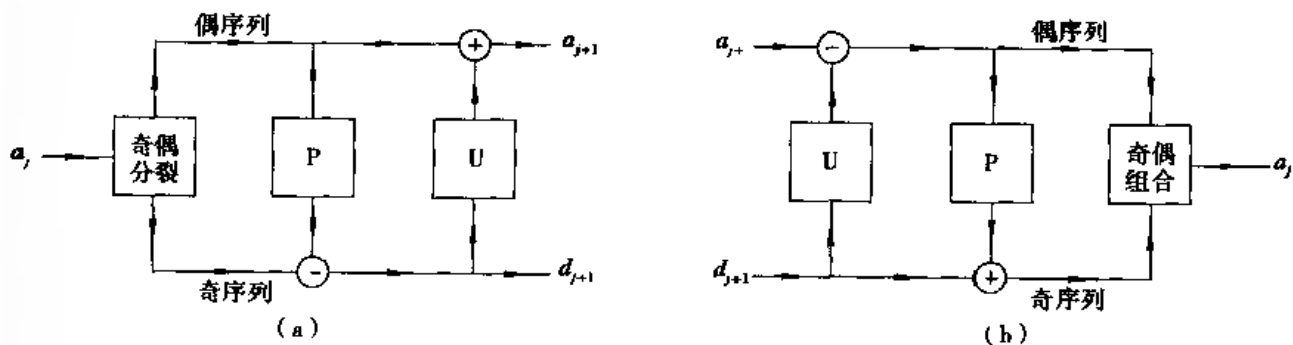 偶序列
a_{j+1}
奇偶
分裂
P
U
a_j
奇序列
d_{j+1}
(a)
a_{j+}
偶序列
U
P
奇偶
组合
a_j
d_{j+1}
奇序列
(b)
+
-
-
+